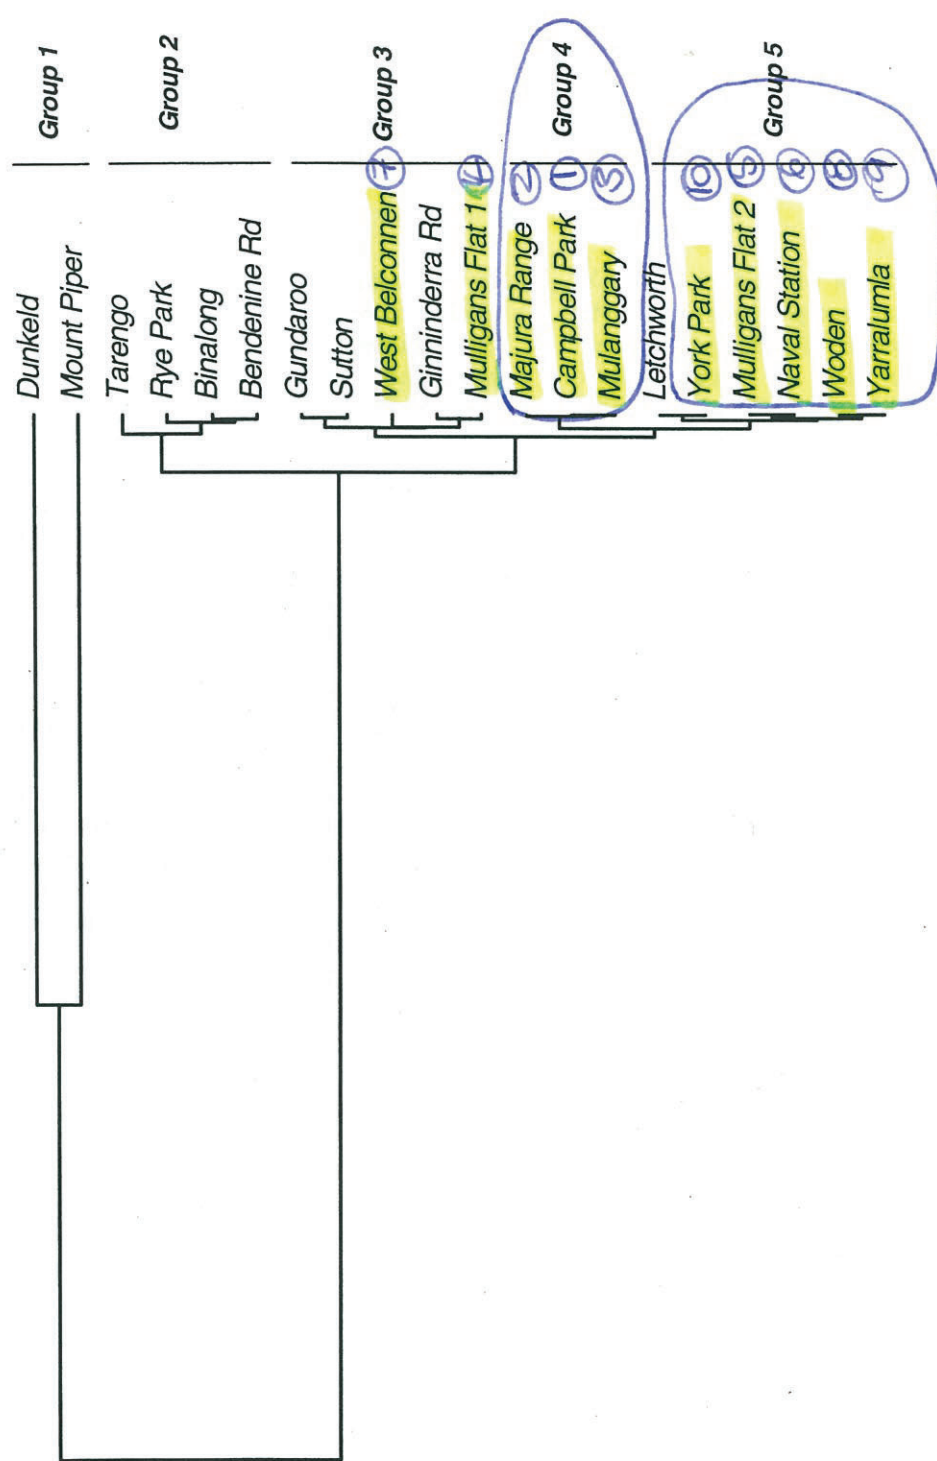 Dunkeld
Mount Piper
Group 1
Tarengo
Rye Park
Binalong
Bendenine Rd
Group 2
Gundaroo
Sutton
West Belconnen 7
Ginninderra Rd
Mulligans Flat 1 4
Group 3
Majura Range 2
Campbell Park 1
Mulanggary 3
Group 4
Letchworth
York Park 10
Mulligans Flat 2 5
Naval Station 6
Woden 8
Yarralumla 9
Group 5